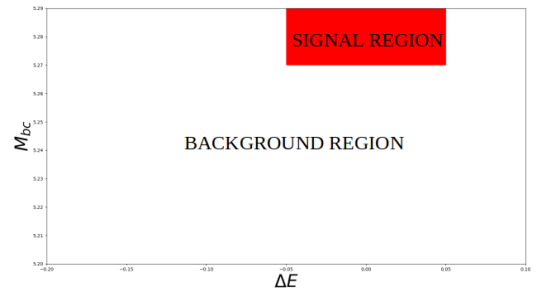 5.29
5.28
SIGNAL REGION
5.27
5.26
5.25
BACKGROUND REGION
5.24
5.23
5.22
5.21
5.20
M_bc
−0.20 −0.15 −0.10 −0.05 0.00 0.05 0.10
ΔE